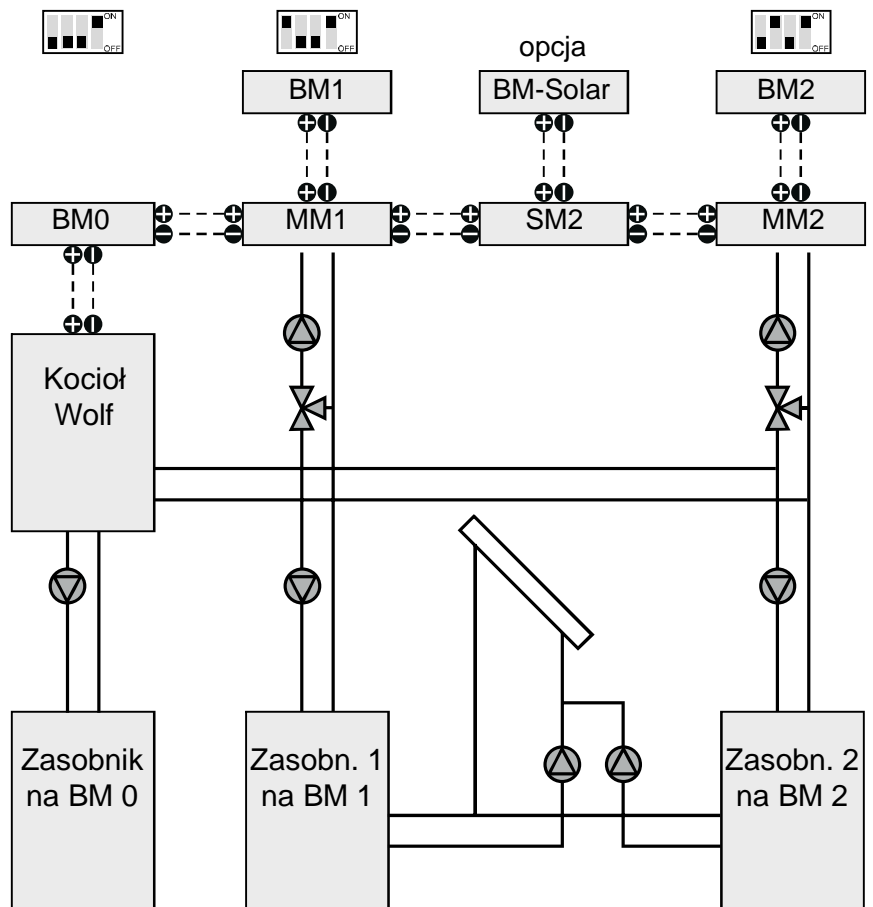 ON
OFF
ON
OFF
ON
OFF
opcja
BM1
BM-Solar
BM2
BM0
MM1
SM2
MM2
Kocioł
Wolf
Zasobnik
na BM 0
Zasobn. 1
na BM 1
Zasobn. 2
na BM 2